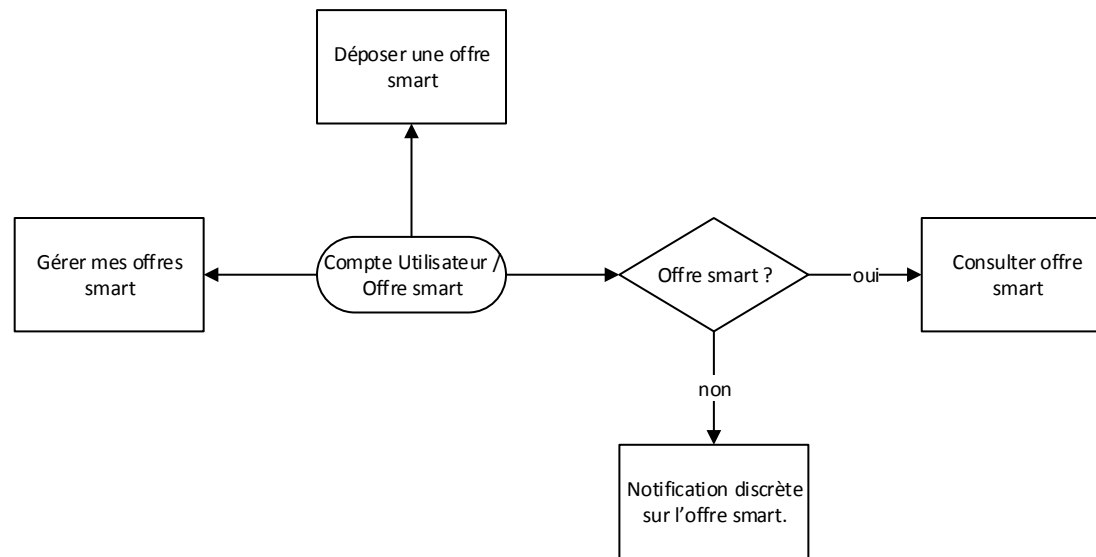 Déposer une offre
smart
Gérer mes offres
smart
Compte Utilisateur /
Offre smart
Offre smart ?
oui
Consulter offre
smart
non
Notification discrète
sur l’offre smart.